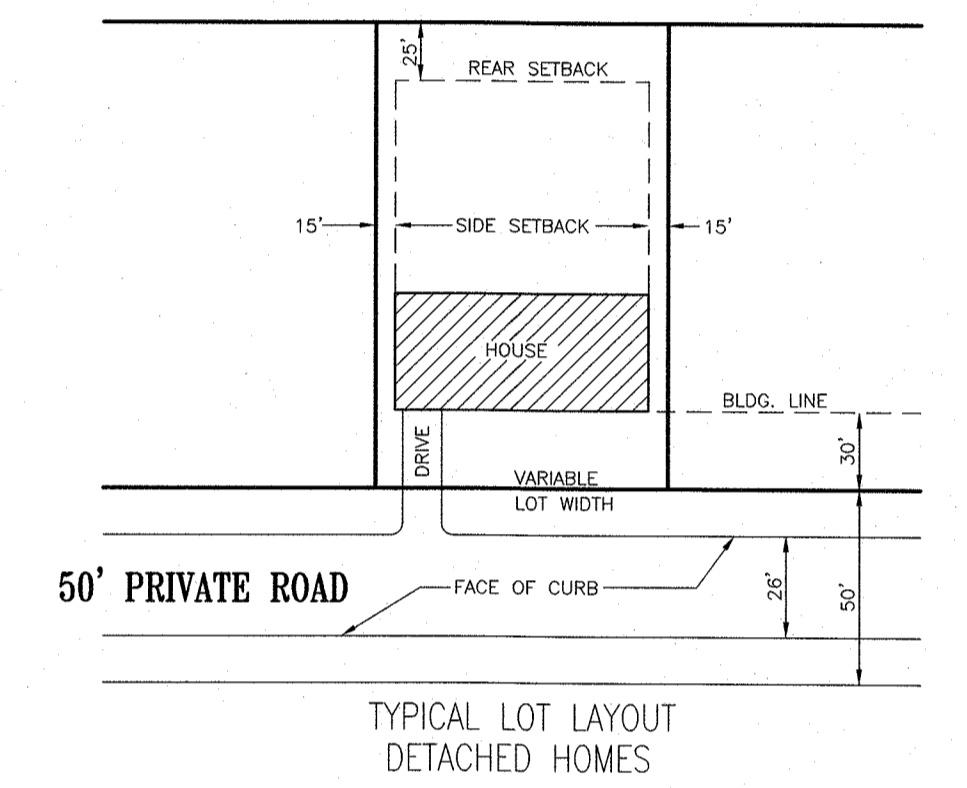 25'
REAR SETBACK
15'
SIDE SETBACK
15'
HOUSE
BLDG. LINE
DRIVE
30'
VARIABLE
LOT WIDTH
50' PRIVATE ROAD
FACE OF CURB
26'
50'
TYPICAL LOT LAYOUT
DETACHED HOMES